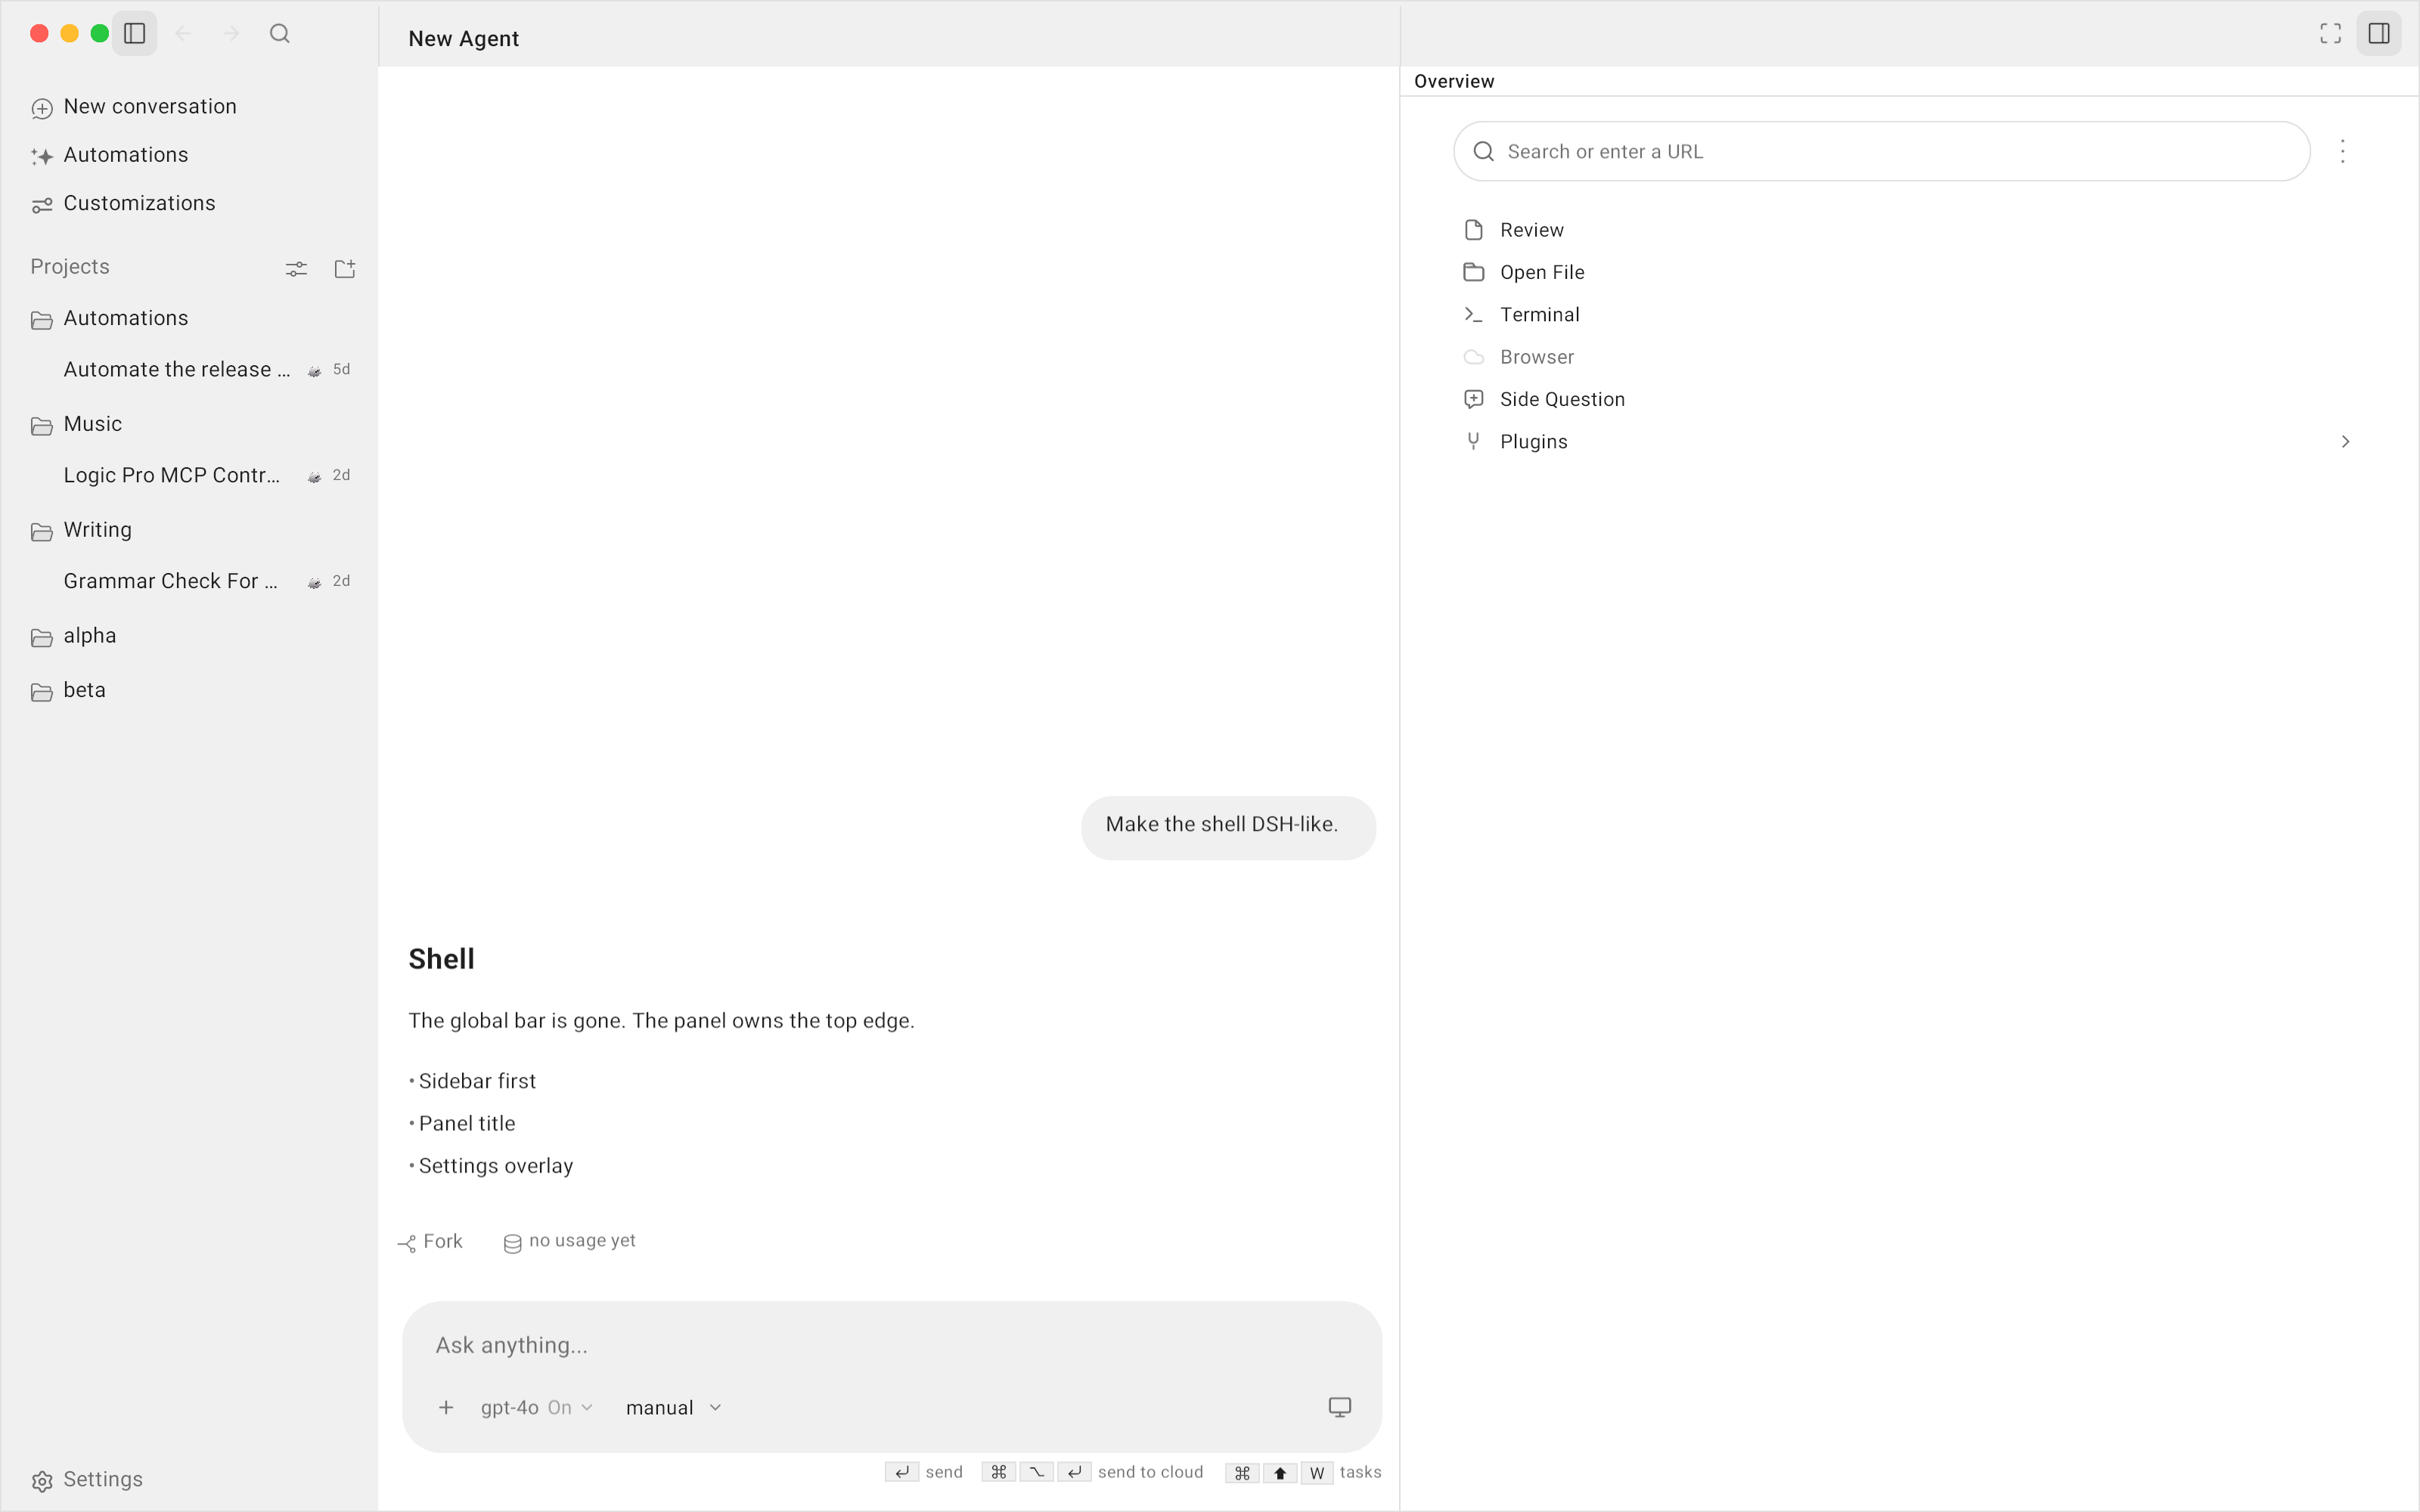 New Agent
Overview
New conversation
Automations
Customizations
Projects
Automations
Automate the release ... 5d
Music
Logic Pro MCP Contr... 2d
Writing
Grammar Check For ... 2d
alpha
beta
Settings
Make the shell DSH-like.
Shell
The global bar is gone. The panel owns the top edge.
• Sidebar first
• Panel title
• Settings overlay
Fork no usage yet
Ask anything...
+ gpt-4o On manual
↵ send ⌘ ⌥ ↵ send to cloud ⌘ ⬆ W tasks
Search or enter a URL
Review
Open File
Terminal
Browser
Side Question
Plugins